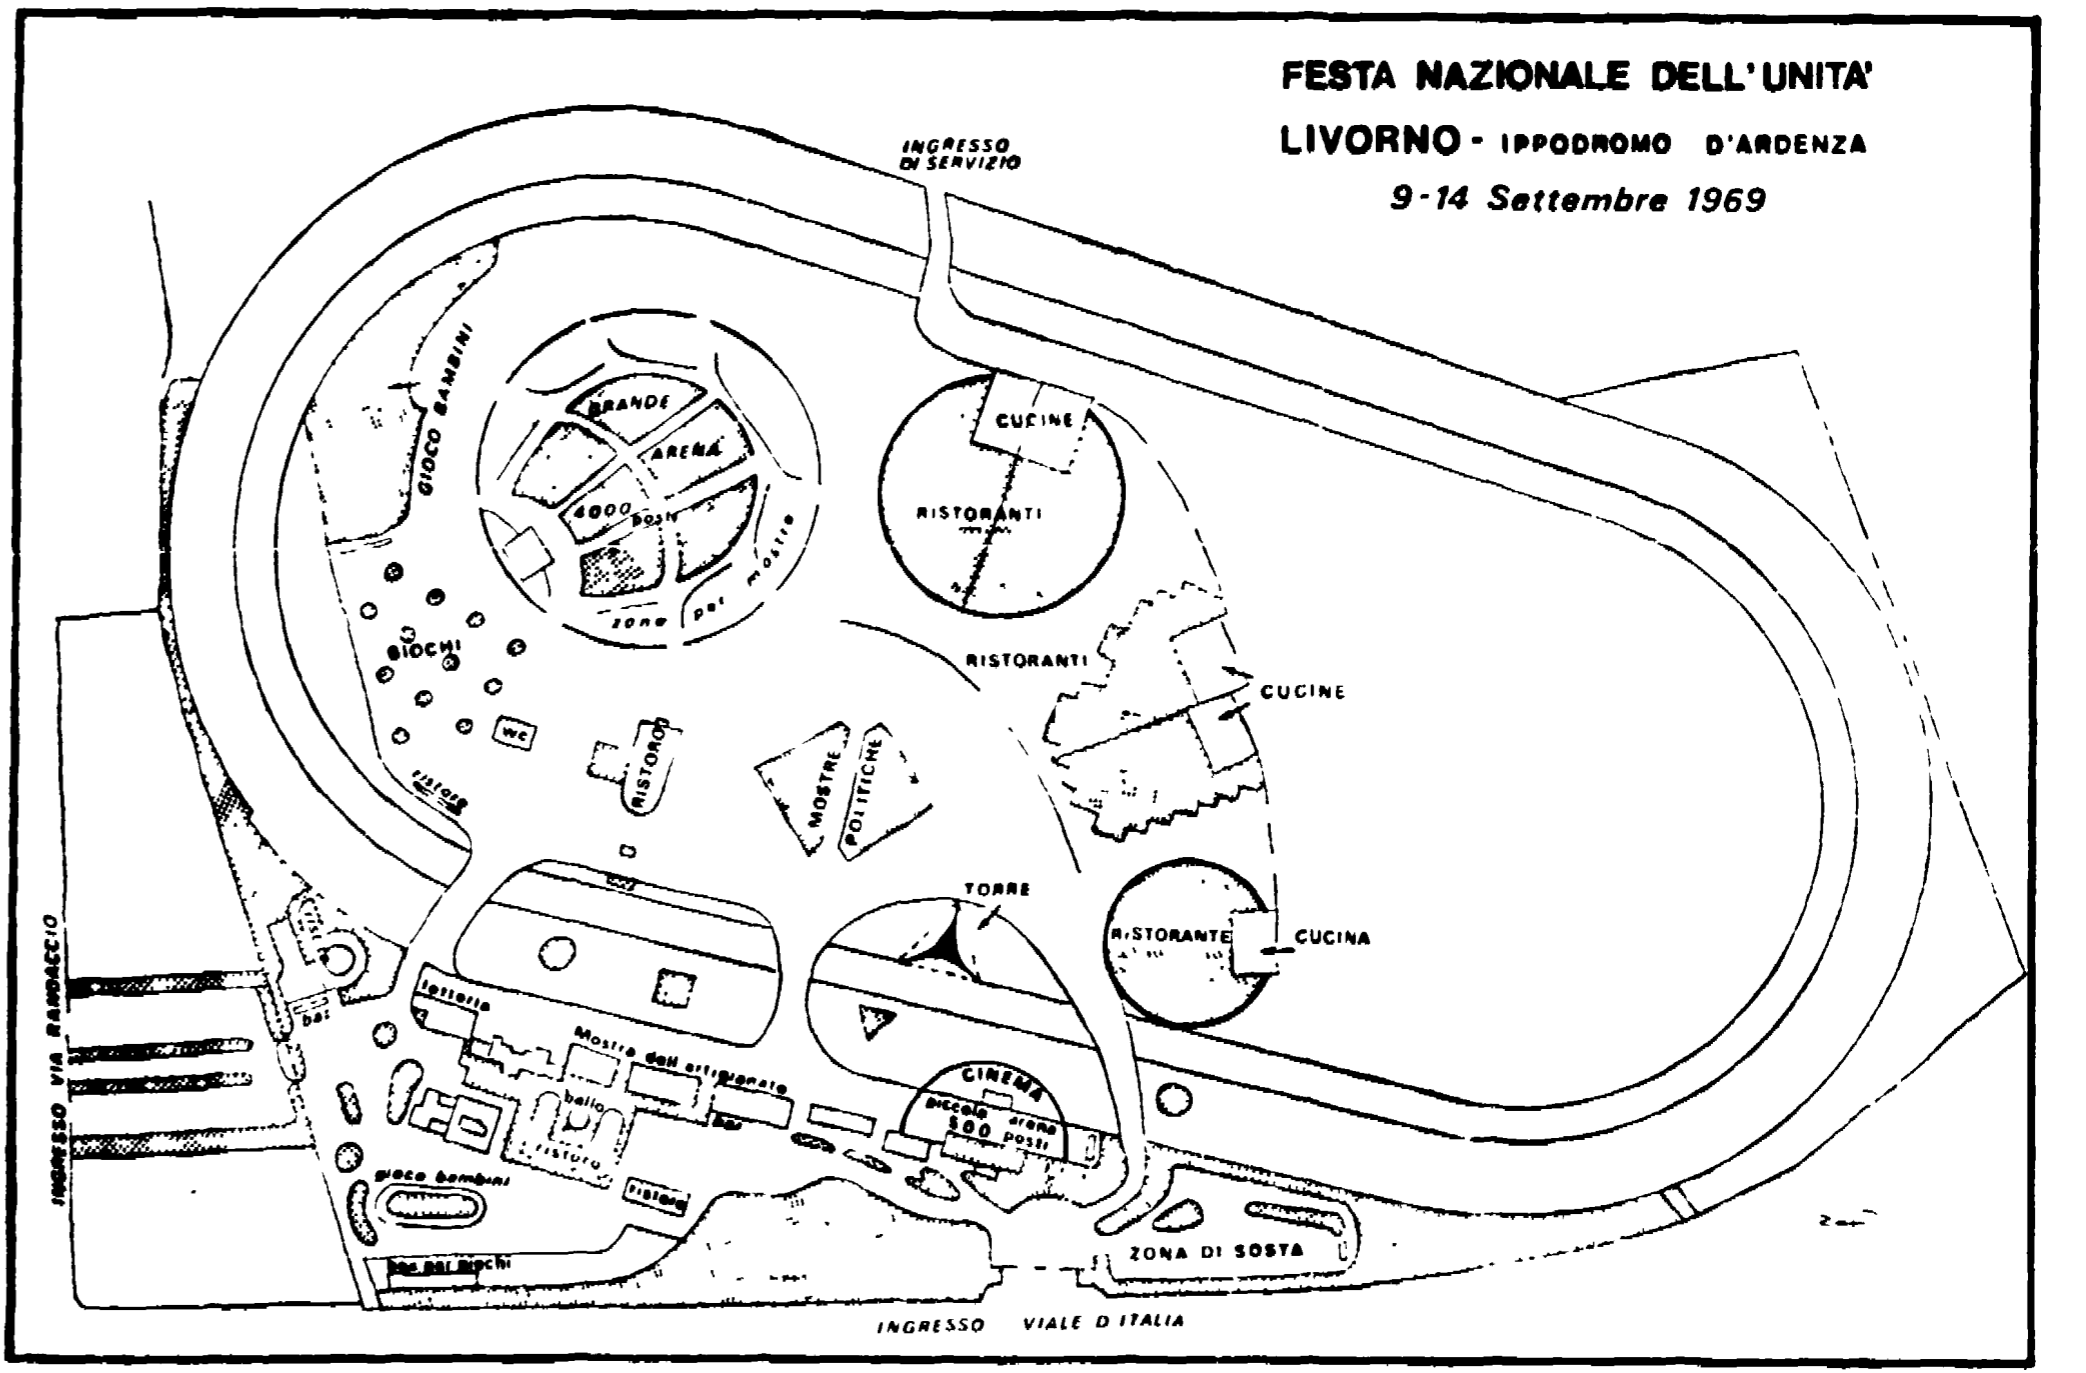 FESTA NAZIONALE DELL'UNITA'
LIVORNO - IPPODROMO D'ARDENZA
9-14 Settembre 1969
INGRESSO
DI SERVIZIO
GIOCO BAMBINI
GRANDE
ARENA
4000 posti
zona per mostre
CUCINE
RISTORANTI
GIOCHI
WC
ristoro
RISTORO
MOSTRE
POLITICHE
RISTORANTI
CUCINE
TORRE
RISTORANTE
CUCINA
INGRESSO VIA RANDACCIO
bar
lotteria
Mostra dell artigianato
ballo
ristoro
bar
CINEMA
piccola arena
500 posti
gioco bambini
ristoro
giochi
ZONA DI SOSTA
INGRESSO VIALE D ITALIA